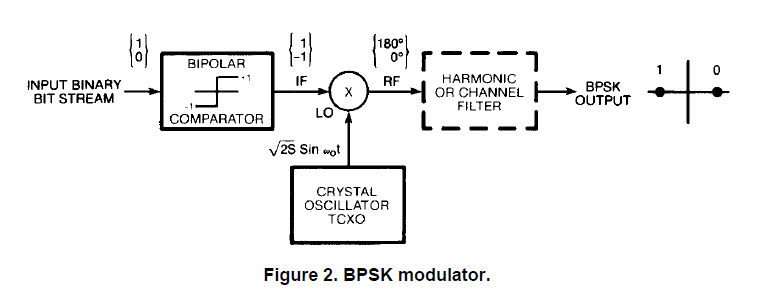 {1 0}
{1 -1}
{180° 0°}
BIPOLAR
+1
-1
COMPARATOR
INPUT BINARY
BIT STREAM
IF
X
LO
RF
HARMONIC
OR CHANNEL
FILTER
BPSK
OUTPUT
1 0
√2S Sin ωot
CRYSTAL
OSCILLATOR
TCXO
Figure 2. BPSK modulator.